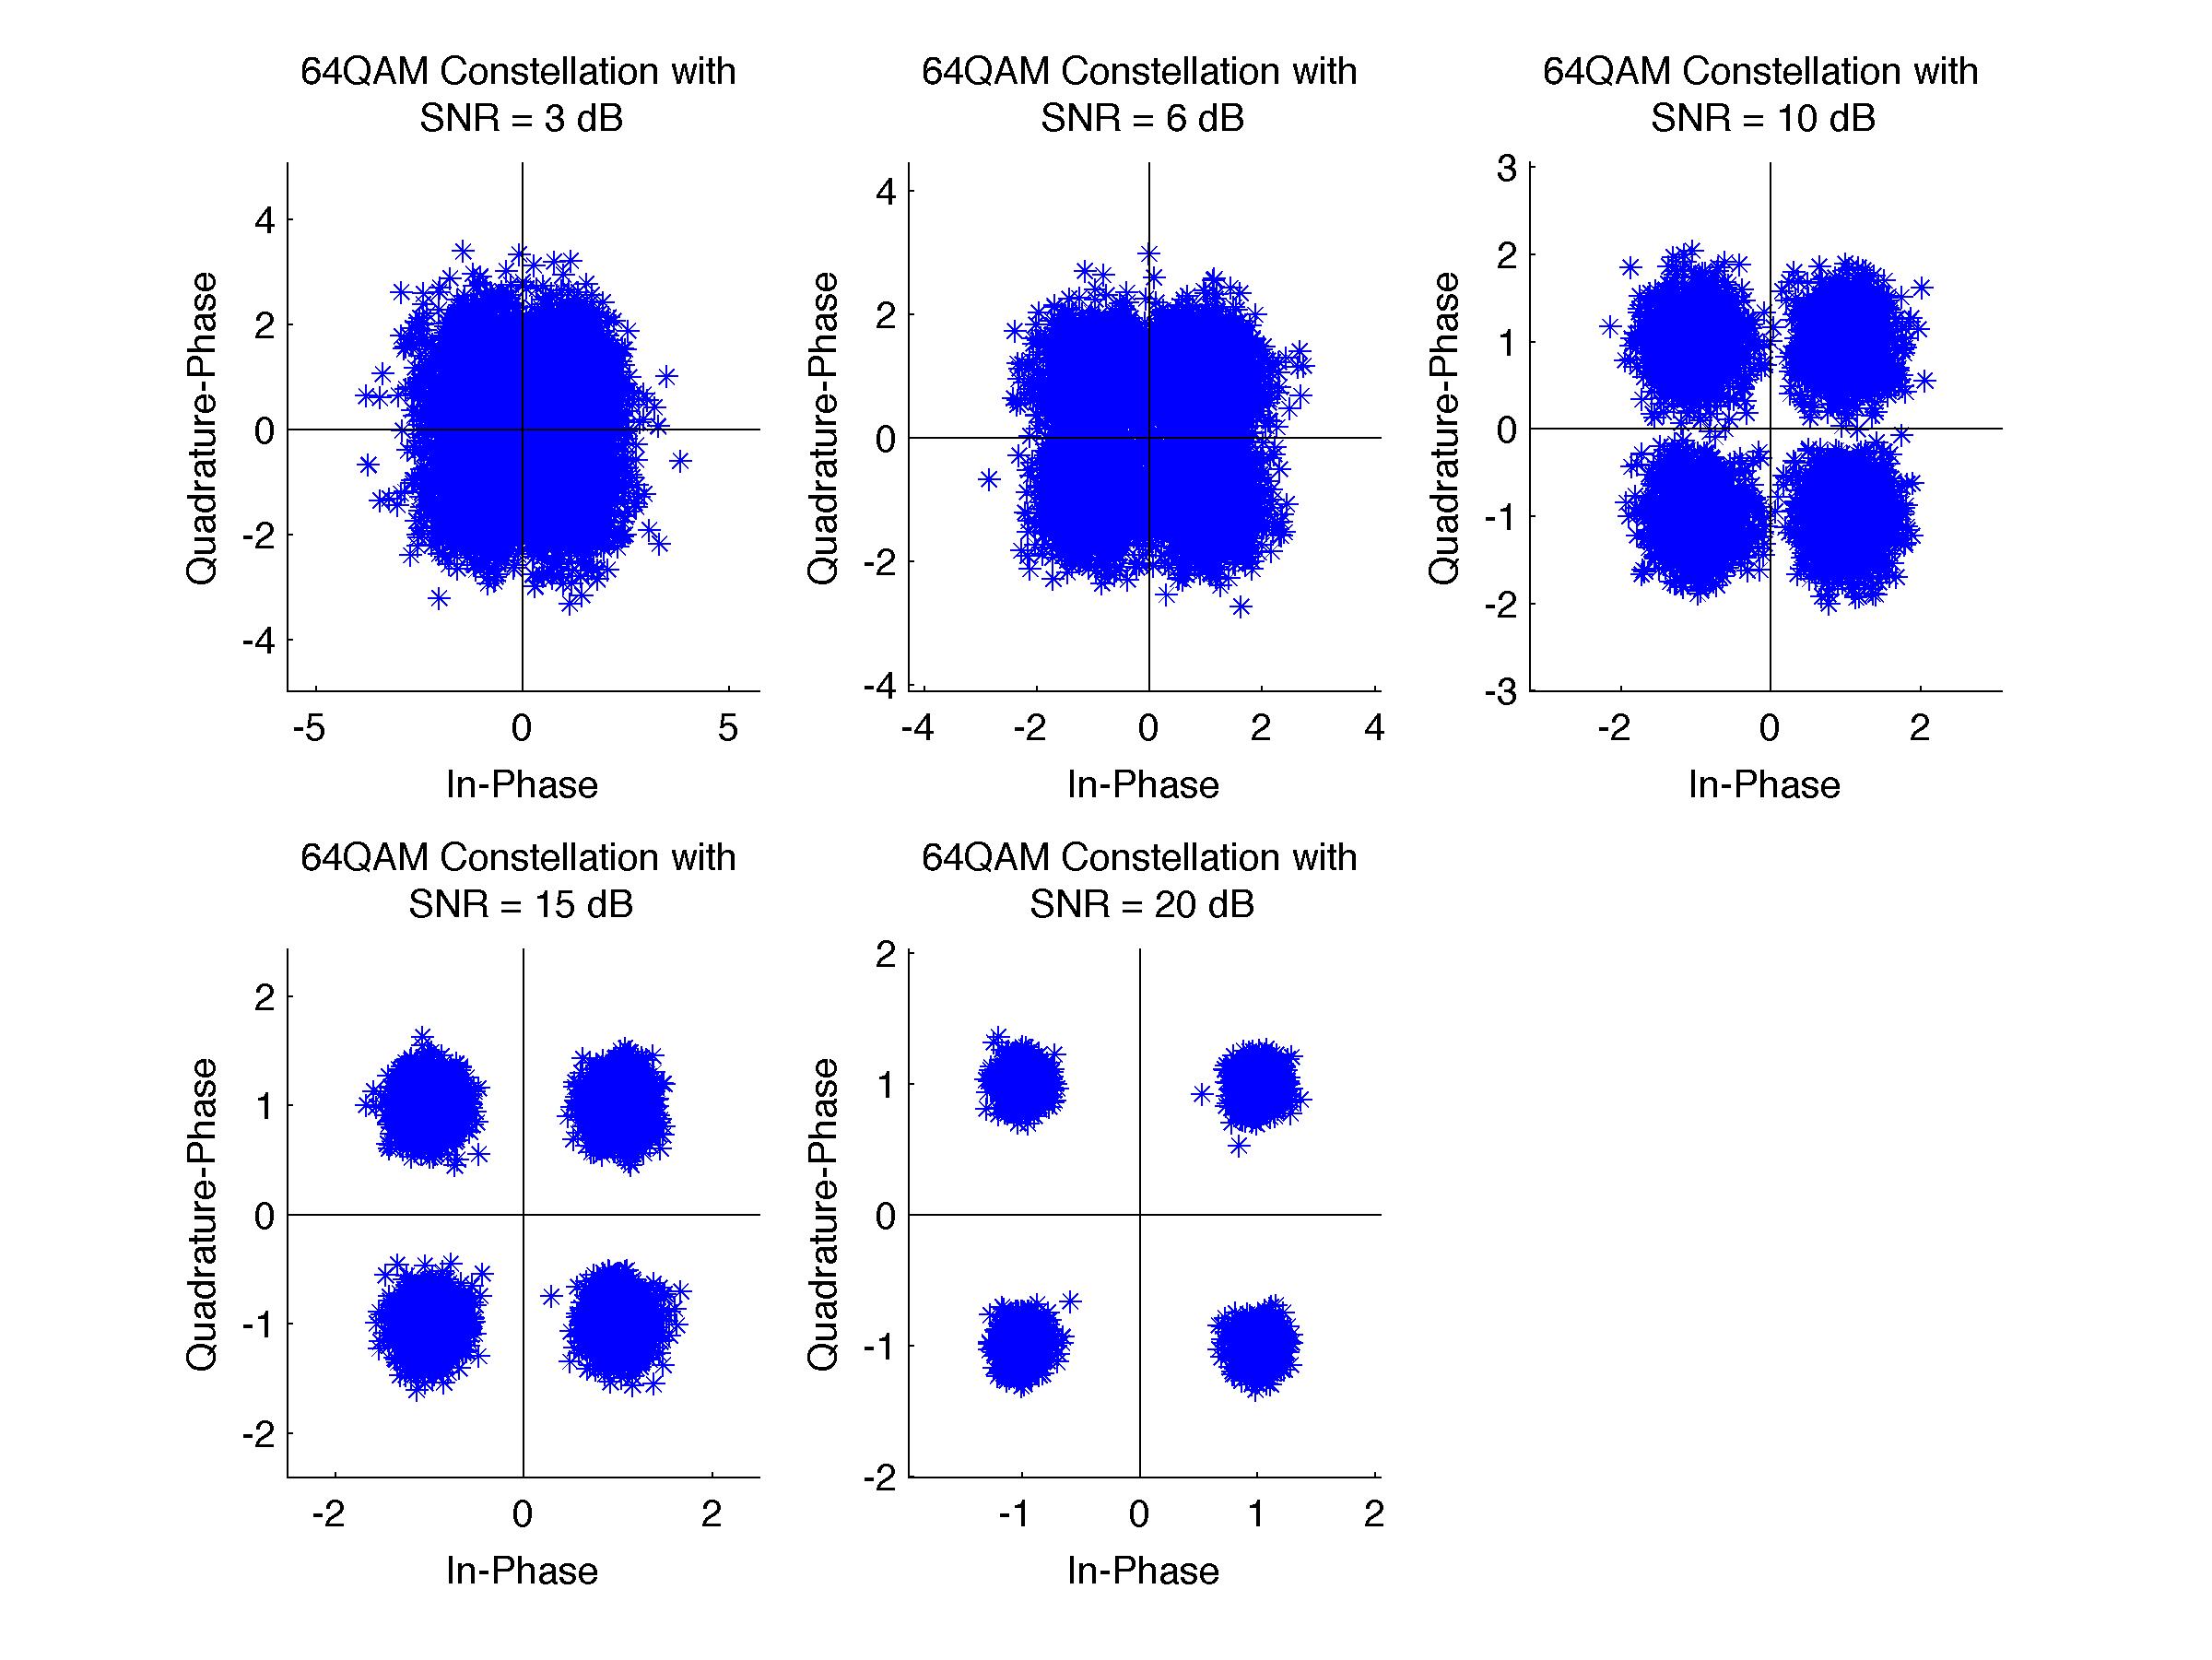 64QAM Constellation with
SNR = 3 dB
4
2
0
-2
-4
-5 0 5
Quadrature-Phase
In-Phase
64QAM Constellation with
SNR = 6 dB
4
2
0
-2
-4
-4 -2 0 2 4
Quadrature-Phase
In-Phase
64QAM Constellation with
SNR = 10 dB
3
2
1
0
-1
-2
-3
-2 0 2
Quadrature-Phase
In-Phase
64QAM Constellation with
SNR = 15 dB
2
1
0
-1
-2
-2 0 2
Quadrature-Phase
In-Phase
64QAM Constellation with
SNR = 20 dB
2
1
0
-1
-2
-1 0 1 2
Quadrature-Phase
In-Phase